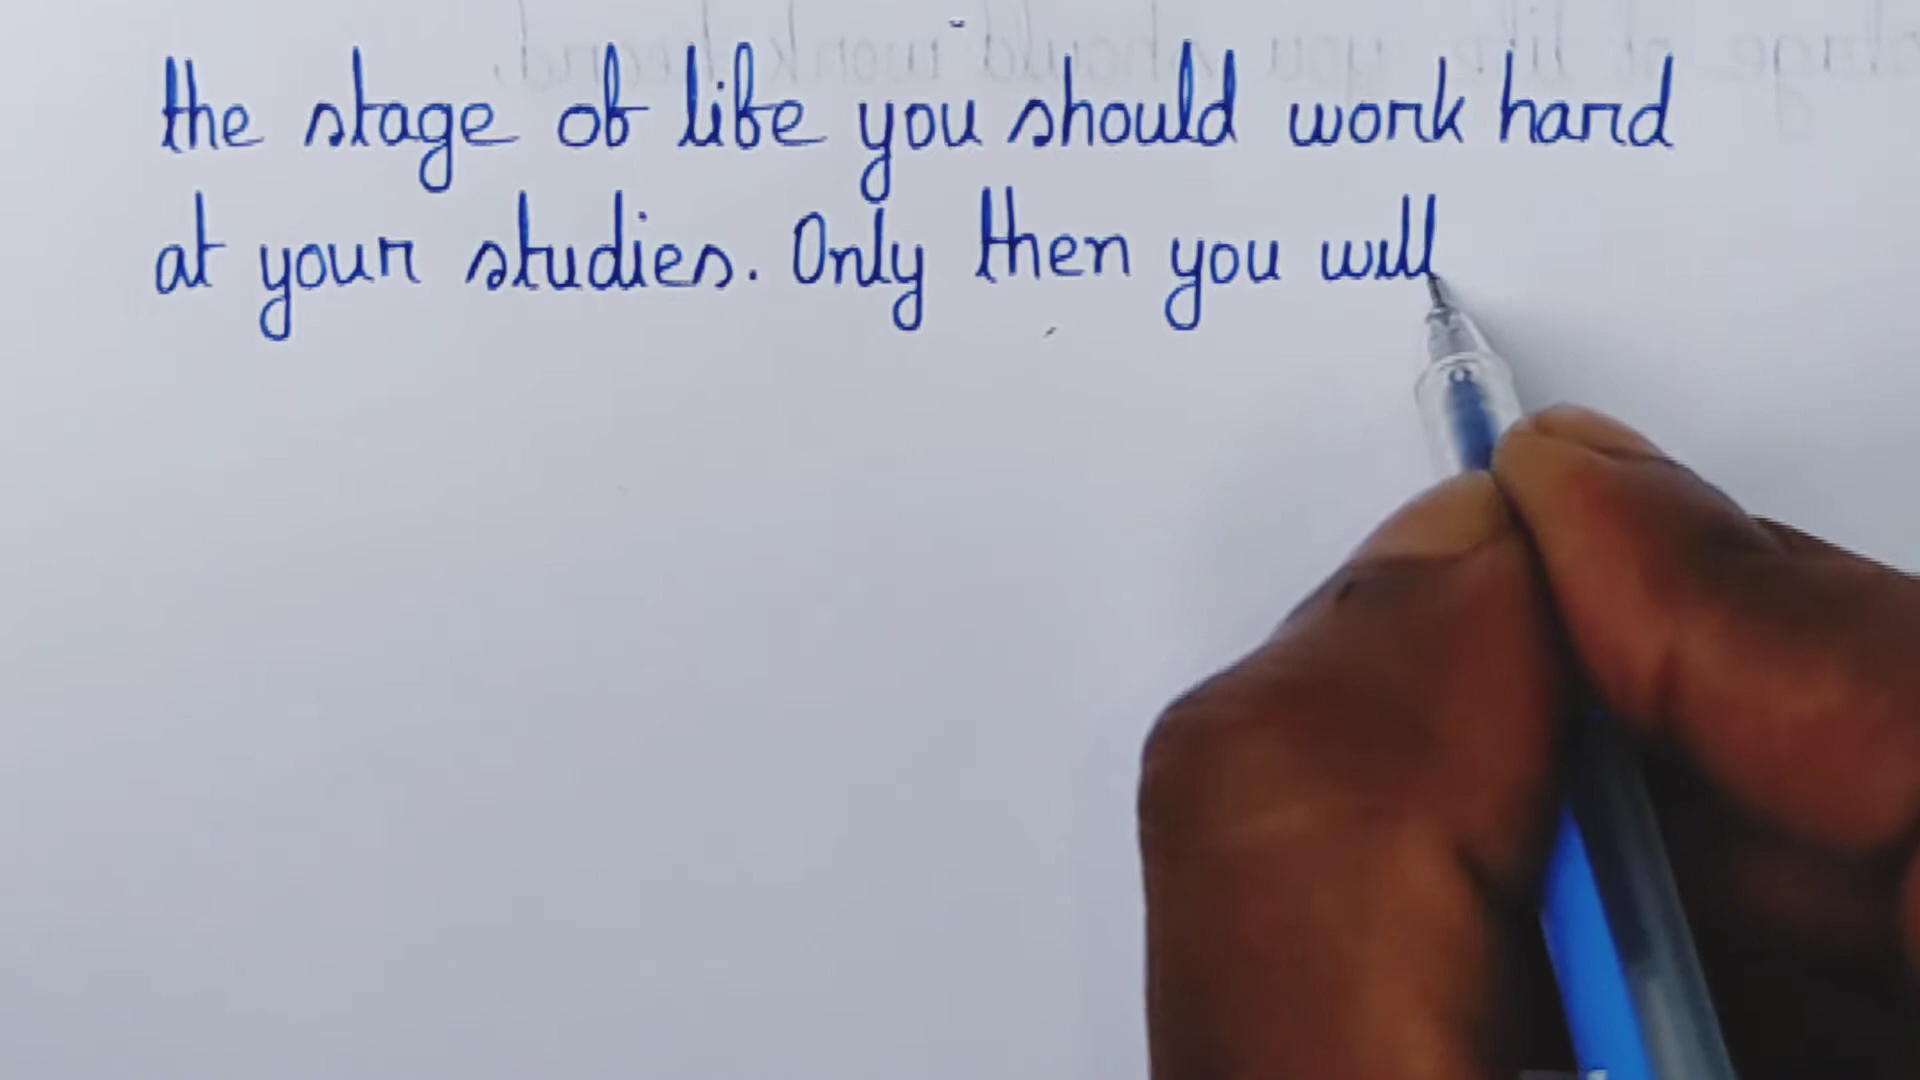 the stage of life you should work hard
at your studies. Only then you will